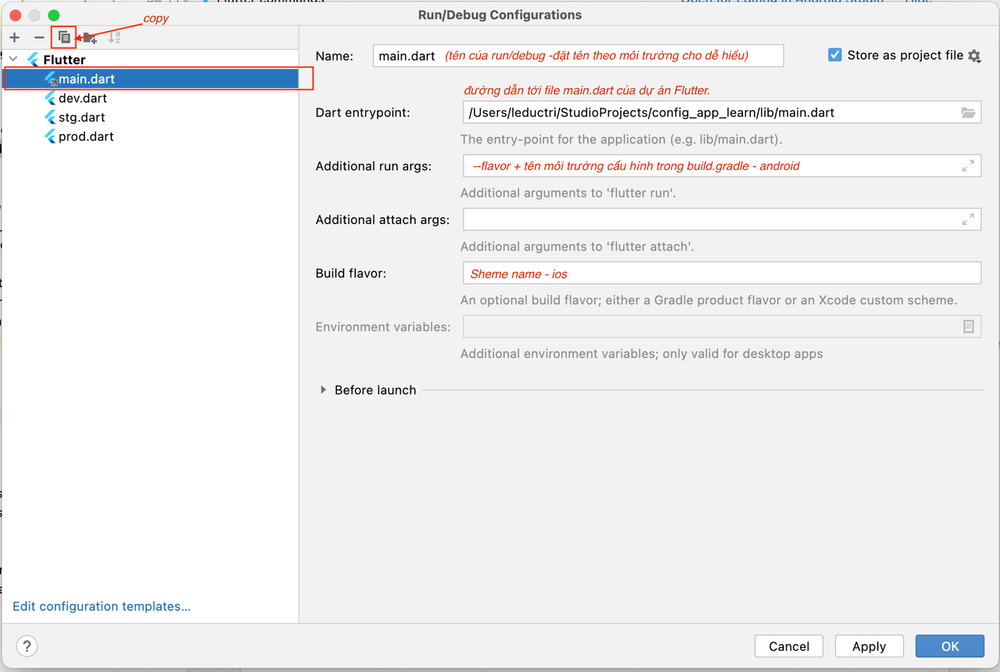 Run/Debug Configurations
copy
Flutter
main.dart
dev.dart
stg.dart
prod.dart
Edit configuration templates...
Name: main.dart (tên của run/debug -đặt tên theo môi trường cho dễ hiểu)
Store as project file
đường dẫn tới file main.dart của dự án Flutter.
Dart entrypoint: /Users/leductri/StudioProjects/config_app_learn/lib/main.dart
The entry-point for the application (e.g. lib/main.dart).
Additional run args: --flavor + tên môi trường cấu hình trong build.gradle - android
Additional arguments to 'flutter run'.
Additional attach args:
Additional arguments to 'flutter attach'.
Build flavor: Sheme name - ios
An optional build flavor; either a Gradle product flavor or an Xcode custom scheme.
Environment variables:
Additional environment variables; only valid for desktop apps
Before launch
?
Cancel
Apply
OK